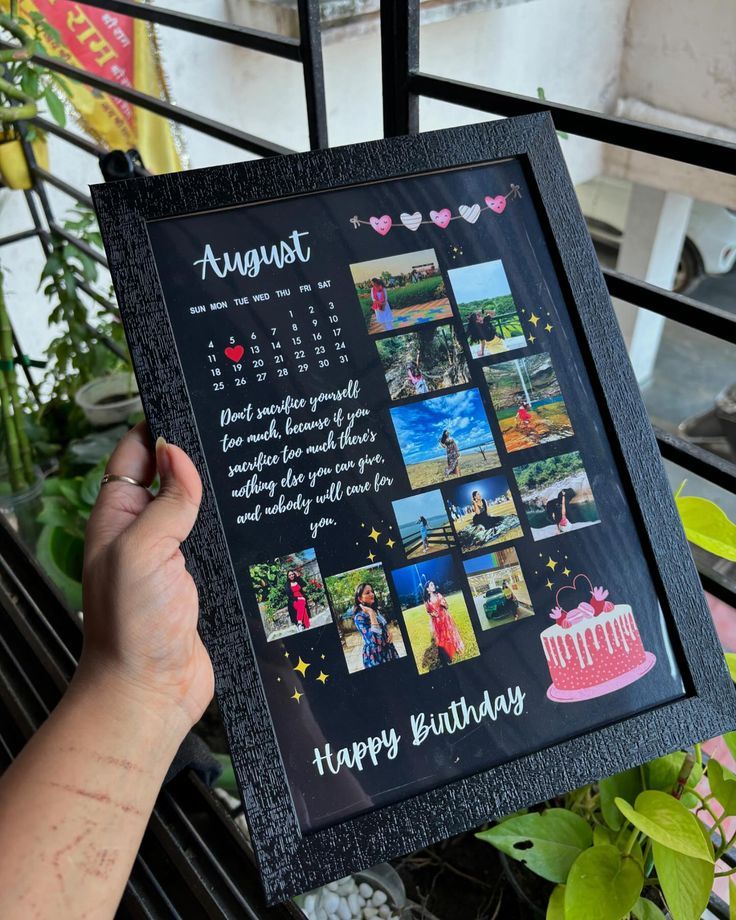 राम
August
SUN MON TUE WED THU FRI SAT
1 2 3
4 5 6 7 8 9 10
11 13 14 15 16 17
18 19 20 21 22 23 24
25 26 27 28 29 30 31
Don't sacrifice yourself
too much, because if you
sacrifice too much there's
nothing else you can give,
and nobody will care for
you.
Happy Birthday